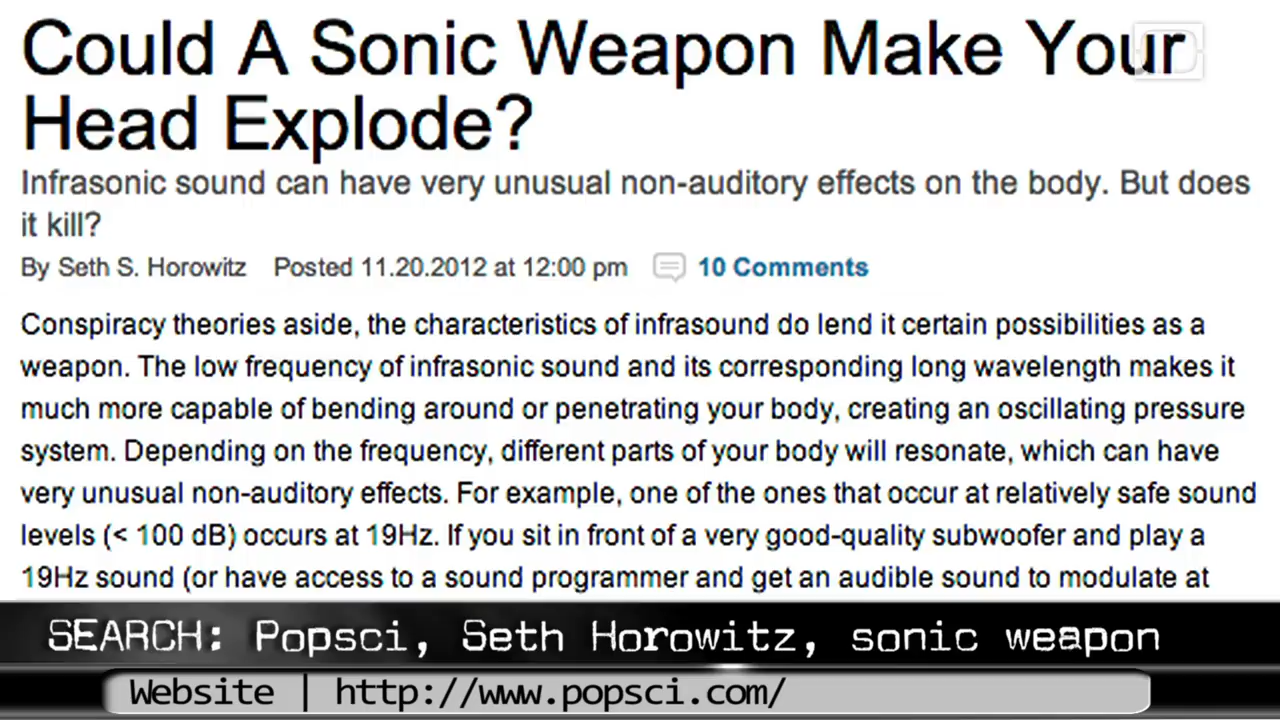 Could A Sonic Weapon Make Your
Head Explode?
Infrasonic sound can have very unusual non-auditory effects on the body. But does
it kill?
By Seth S. Horowitz Posted 11.20.2012 at 12:00 pm 10 Comments
Conspiracy theories aside, the characteristics of infrasound do lend it certain possibilities as a
weapon. The low frequency of infrasonic sound and its corresponding long wavelength makes it
much more capable of bending around or penetrating your body, creating an oscillating pressure
system. Depending on the frequency, different parts of your body will resonate, which can have
very unusual non-auditory effects. For example, one of the ones that occur at relatively safe sound
levels (< 100 dB) occurs at 19Hz. If you sit in front of a very good-quality subwoofer and play a
19Hz sound (or have access to a sound programmer and get an audible sound to modulate at
SEARCH: Popsci, Seth Horowitz, sonic weapon
Website | http://www.popsci.com/